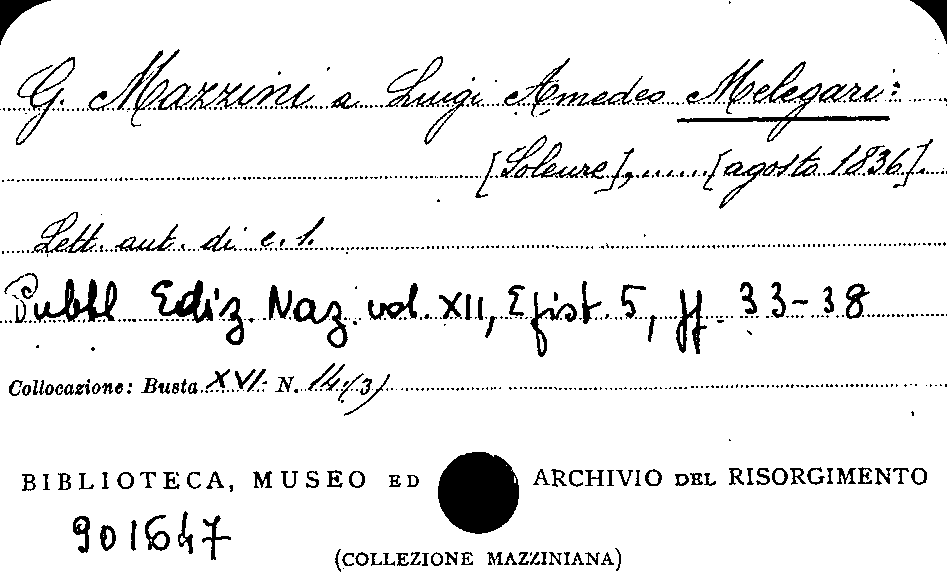 G. Mazzini a Luigi Amedeo Melegari:
[Soleure],......[agosto 1836].
Lett. aut. di c. 1.
Pubbl Ediz. Naz. vol. XII, Epist. 5, pp. 33-38
Collocazione: Busta XVI N. 14(3)
BIBLIOTECA, MUSEO ED ARCHIVIO DEL RISORGIMENTO
901647
(COLLEZIONE MAZZINIANA)